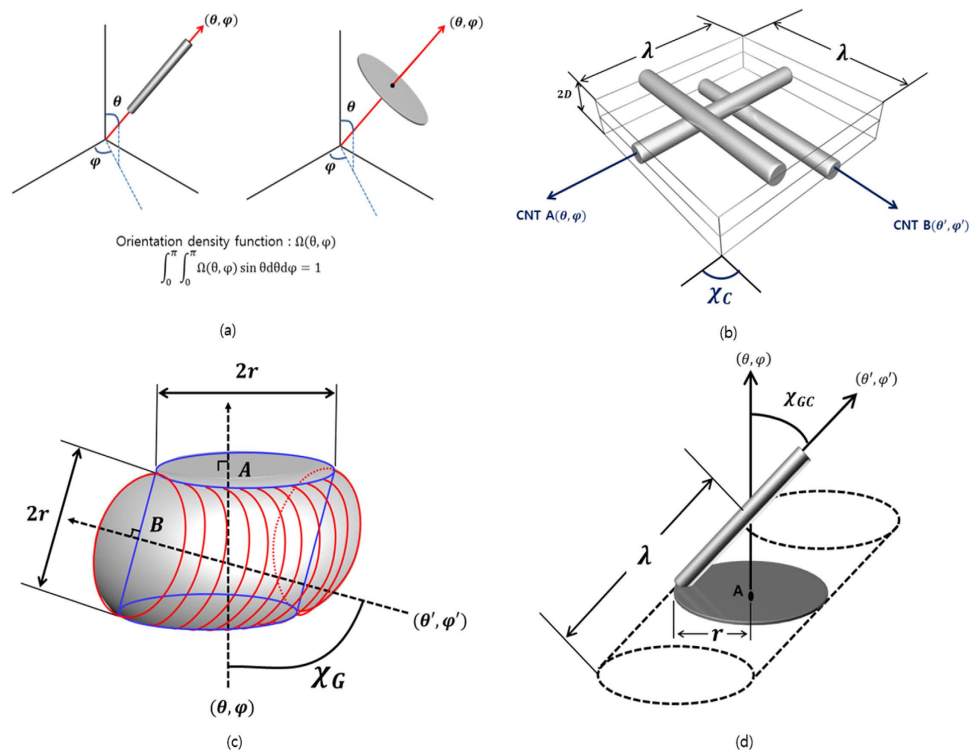 (θ, φ)
(θ, φ)
θ
φ
θ
φ
Orientation density function : Ω(θ, φ)
∫₀^π ∫₀^π Ω(θ, φ) sin θdθdφ = 1
(a)
λ
λ
2D
CNT A(θ, φ)
CNT B(θ', φ')
χ_C
(b)
2r
A
2r
B
(θ', φ')
χ_G
(θ, φ)
(c)
(θ, φ)
(θ', φ')
χ_GC
λ
A
r
(d)